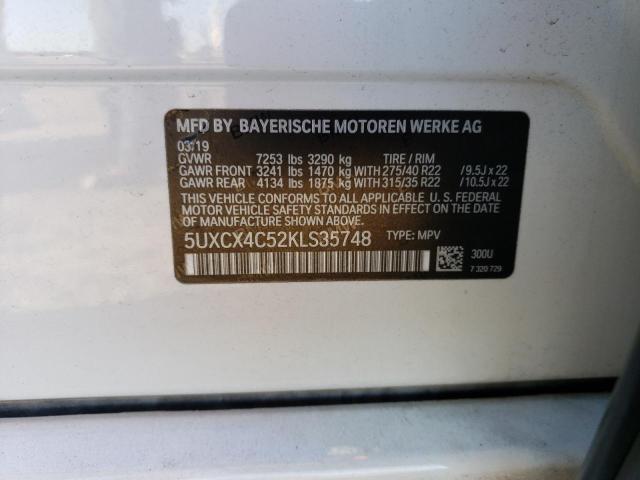 MFD BY BAYERISCHE MOTOREN WERKE AG
03/19
GVWR 7253 lbs 3290 kg TIRE / RIM
GAWR FRONT 3241 lbs 1470 kg WITH 275/40 R22 / 9.5J x 22
GAWR REAR 4134 lbs 1875 kg WITH 315/35 R22 / 10.5J x 22
THIS VEHICLE CONFORMS TO ALL APPLICABLE U.S. FEDERAL
MOTOR VEHICLE SAFETY STANDARDS IN EFFECT ON THE DATE OF
MANUFACTURE SHOWN ABOVE.
5UXCX4C52KLS35748 TYPE: MPV
300U
7 320 729